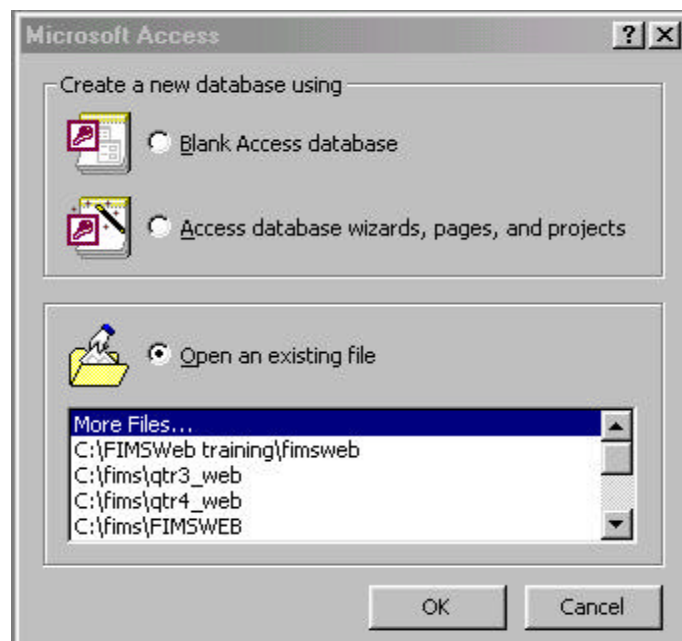 Microsoft Access
Create a new database using
Blank Access database
Access database wizards, pages, and projects
Open an existing file
More Files...
C:\FIMSWeb training\fimsweb
C:\fims\qtr3_web
C:\fims\qtr4_web
C:\fims\FIMSWEB
OK Cancel